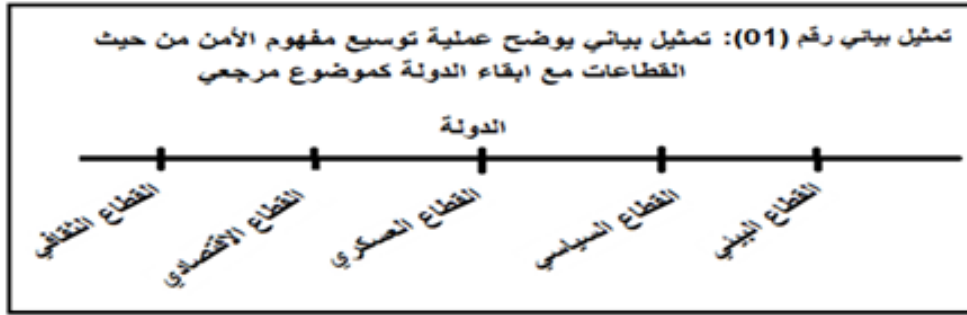 تمثيل بياني رقم (01): تمثيل بياني يوضح عملية توسيع مفهوم الأمن من حيث
القطاعات مع ابقاء الدولة كموضوع مرجعي
الدولة
القطاع البيئي
القطاع السياسي
القطاع العسكري
القطاع الاقتصادي
القطاع الثقافي